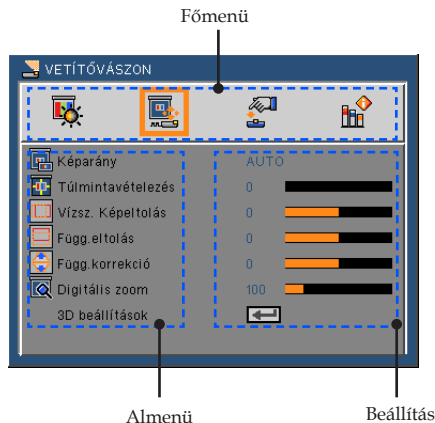 Főmenü
VETÍTŐVÁSZON
Képarány AUTO
Túlmintavételezés 0
Vízsz. Képeltolás 0
Függ.eltolás 0
Függ.korrekció 0
Digitális zoom 100
3D beállítások
Almenü Beállítás